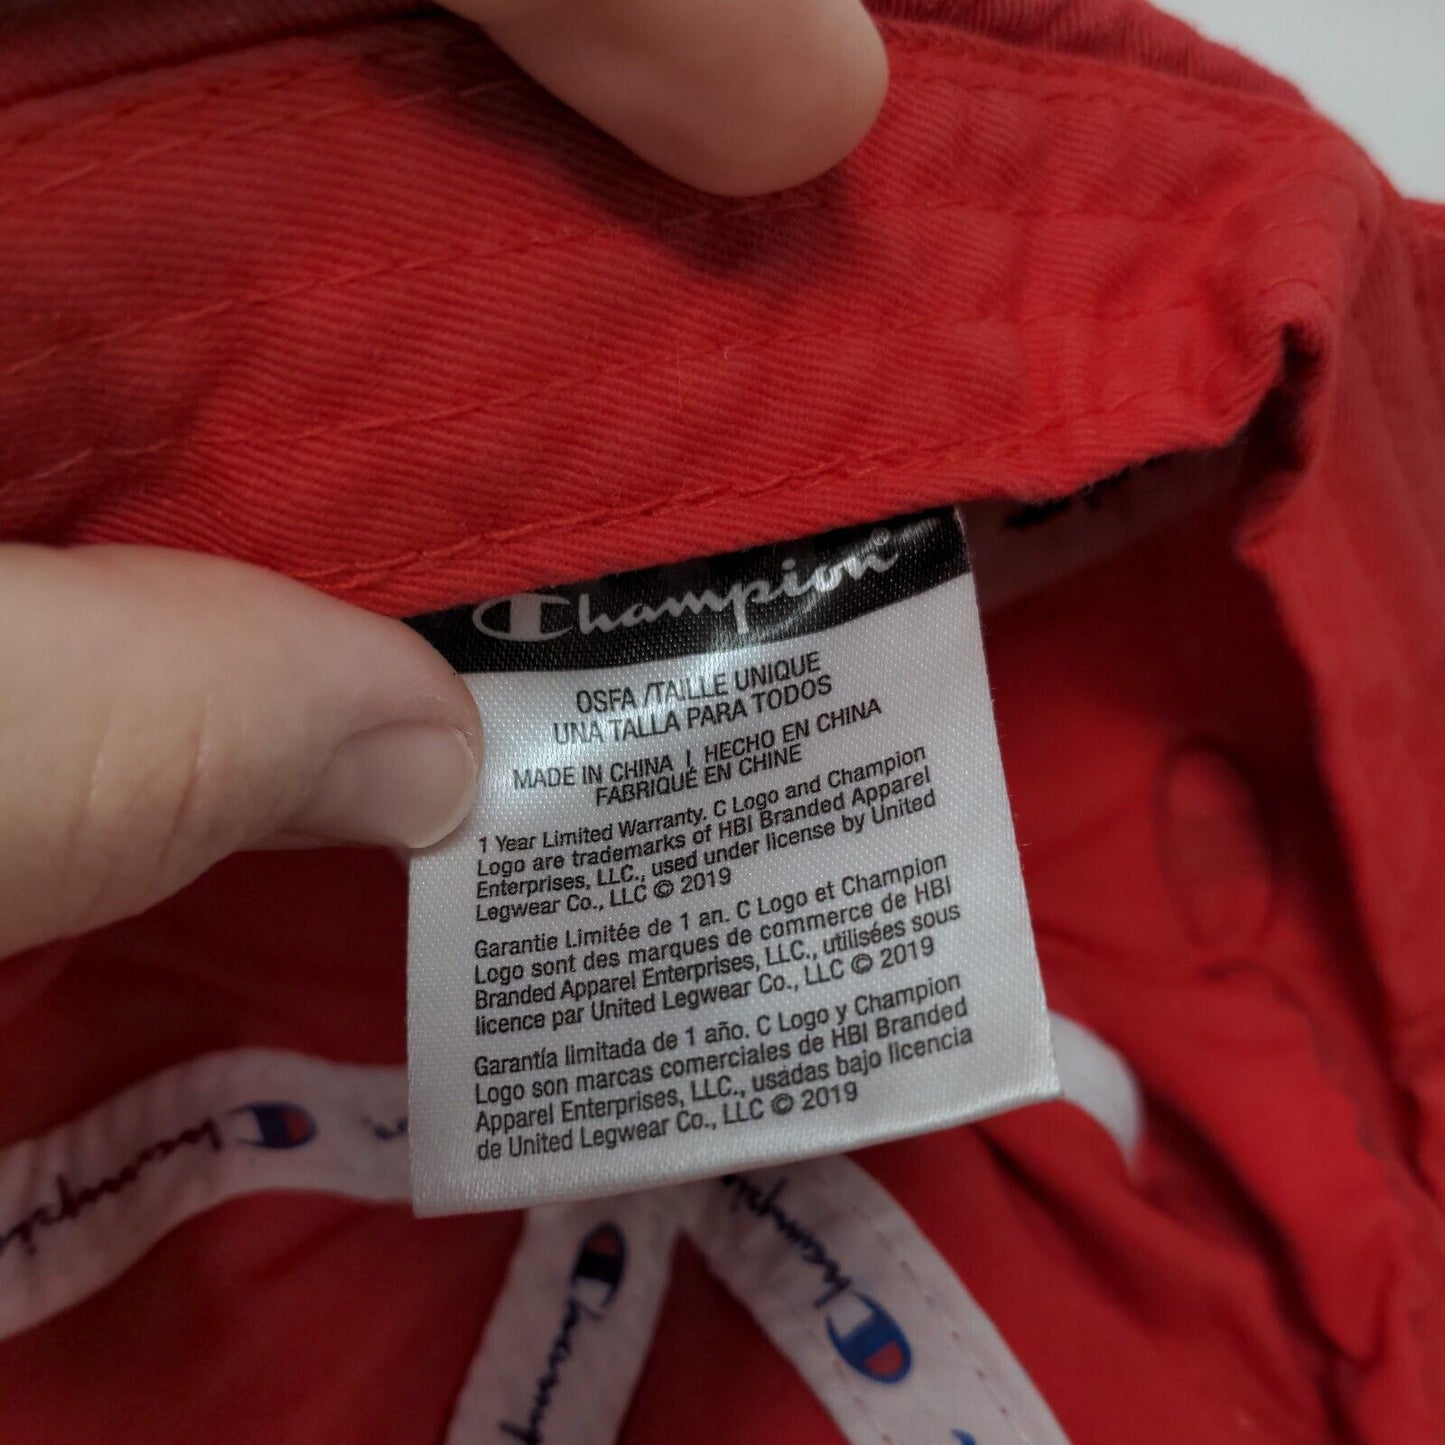 Champion®
OSFA /TAILLE UNIQUE
UNA TALLA PARA TODOS
MADE IN CHINA | HECHO EN CHINA
FABRIQUÉ EN CHINE
1 Year Limited Warranty. C Logo and Champion
Logo are trademarks of HBI Branded Apparel
Enterprises, LLC., used under license by United
Legwear Co., LLC © 2019
Garantie Limitée de 1 an. C Logo et Champion
Logo sont des marques de commerce de HBI
Branded Apparel Enterprises, LLC., utilisées sous
licence par United Legwear Co., LLC © 2019
Garantía limitada de 1 año. C Logo y Champion
Logo son marcas comerciales de HBI Branded
Apparel Enterprises, LLC., usadas bajo licencia
de United Legwear Co., LLC © 2019
Champion
Champion